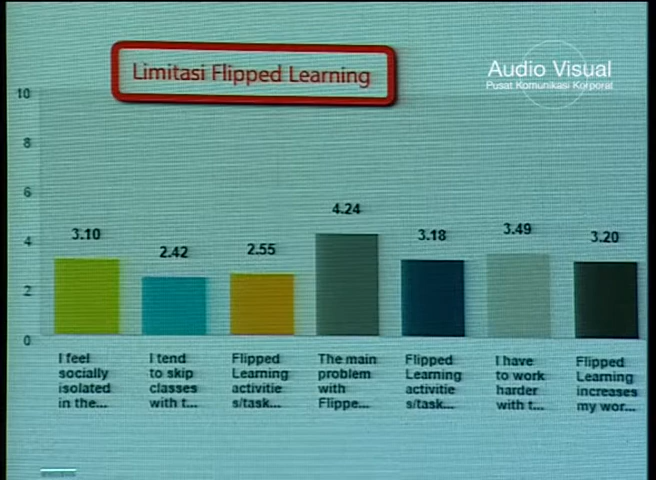 Limitasi Flipped Learning
Audio Visual
Pusat Komunikasi Korporat
10
8
6
4
2
0
3.10
2.42
2.55
4.24
3.18
3.49
3.20
I feel
socially
isolated
in the...
I tend
to skip
classes
with t...
Flipped
Learning
activitie
s/task...
The main
problem
with
Flippe...
Flipped
Learning
activitie
s/task...
I have
to work
harder
with t...
Flipped
Learning
increases
my wor...